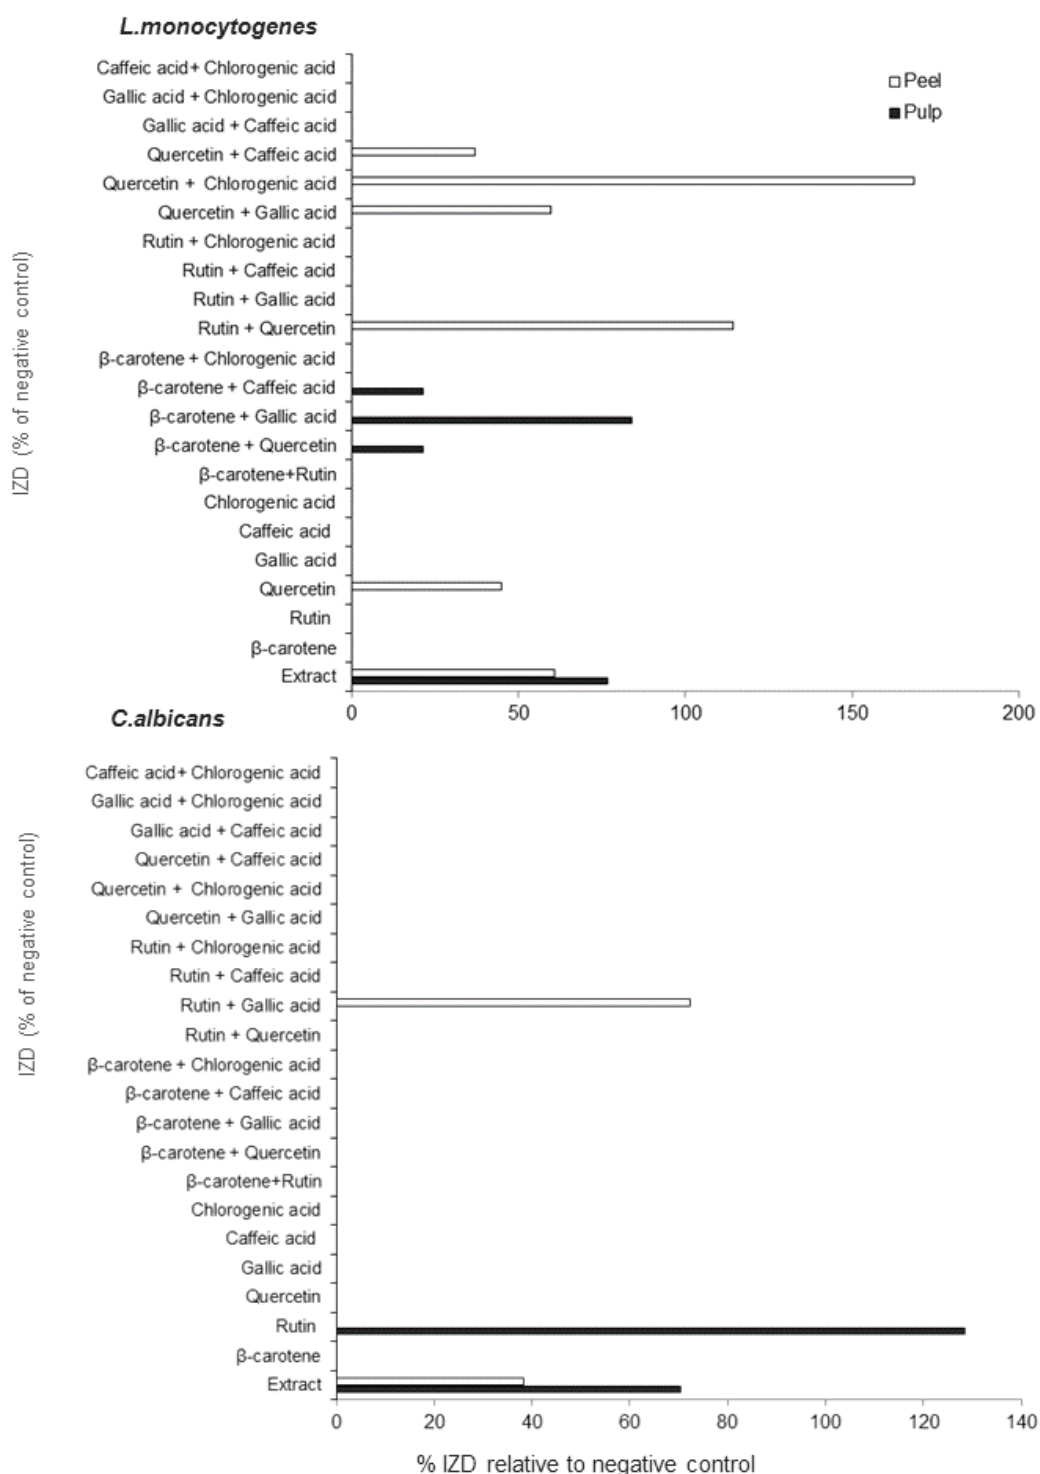 L.monocytogenes
Caffeic acid+ Chlorogenic acid
Gallic acid + Chlorogenic acid
Gallic acid + Caffeic acid
Quercetin + Caffeic acid
Quercetin + Chlorogenic acid
Quercetin + Gallic acid
Rutin + Chlorogenic acid
Rutin + Caffeic acid
Rutin + Gallic acid
Rutin + Quercetin
β-carotene + Chlorogenic acid
β-carotene + Caffeic acid
β-carotene + Gallic acid
β-carotene + Quercetin
β-carotene+Rutin
Chlorogenic acid
Caffeic acid
Gallic acid
Quercetin
Rutin
β-carotene
Extract
Peel
Pulp
IZD (% of negative control)
0 50 100 150 200
C.albicans
Caffeic acid+ Chlorogenic acid
Gallic acid + Chlorogenic acid
Gallic acid + Caffeic acid
Quercetin + Caffeic acid
Quercetin + Chlorogenic acid
Quercetin + Gallic acid
Rutin + Chlorogenic acid
Rutin + Caffeic acid
Rutin + Gallic acid
Rutin + Quercetin
β-carotene + Chlorogenic acid
β-carotene + Caffeic acid
β-carotene + Gallic acid
β-carotene + Quercetin
β-carotene+Rutin
Chlorogenic acid
Caffeic acid
Gallic acid
Quercetin
Rutin
β-carotene
Extract
IZD (% of negative control)
0 20 40 60 80 100 120 140
% IZD relative to negative control